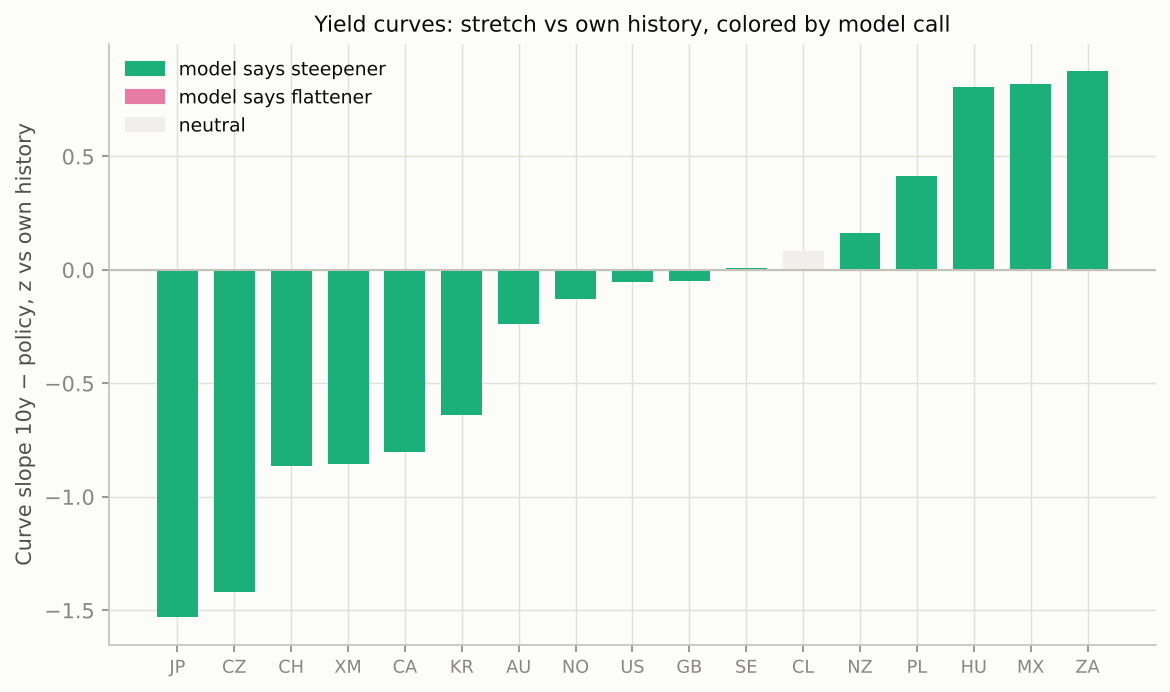 Yield curves: stretch vs own history, colored by model call
model says steepener
model says flattener
neutral
Curve slope 10y − policy, z vs own history
0.5
0.0
−0.5
−1.0
−1.5
JP CZ CH XM CA KR AU NO US GB SE CL NZ PL HU MX ZA